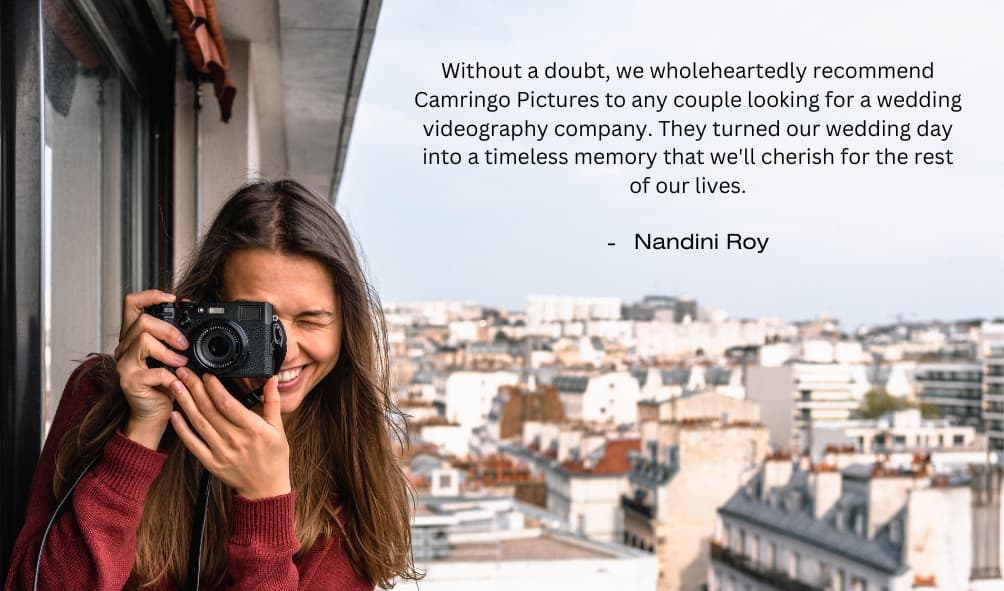 Without a doubt, we wholeheartedly recommend
Camringo Pictures to any couple looking for a wedding
videography company. They turned our wedding day
into a timeless memory that we'll cherish for the rest
of our lives.
- Nandini Roy